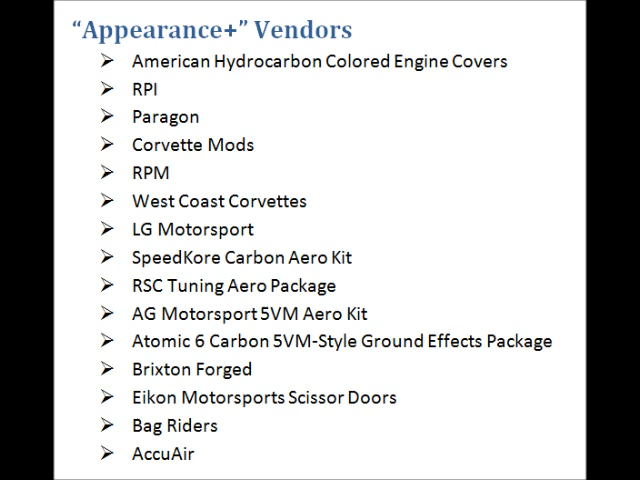 “Appearance+” Vendors
➢ American Hydrocarbon Colored Engine Covers
➢ RPI
➢ Paragon
➢ Corvette Mods
➢ RPM
➢ West Coast Corvettes
➢ LG Motorsport
➢ SpeedKore Carbon Aero Kit
➢ RSC Tuning Aero Package
➢ AG Motorsport 5VM Aero Kit
➢ Atomic 6 Carbon 5VM-Style Ground Effects Package
➢ Brixton Forged
➢ Eikon Motorsports Scissor Doors
➢ Bag Riders
➢ AccuAir